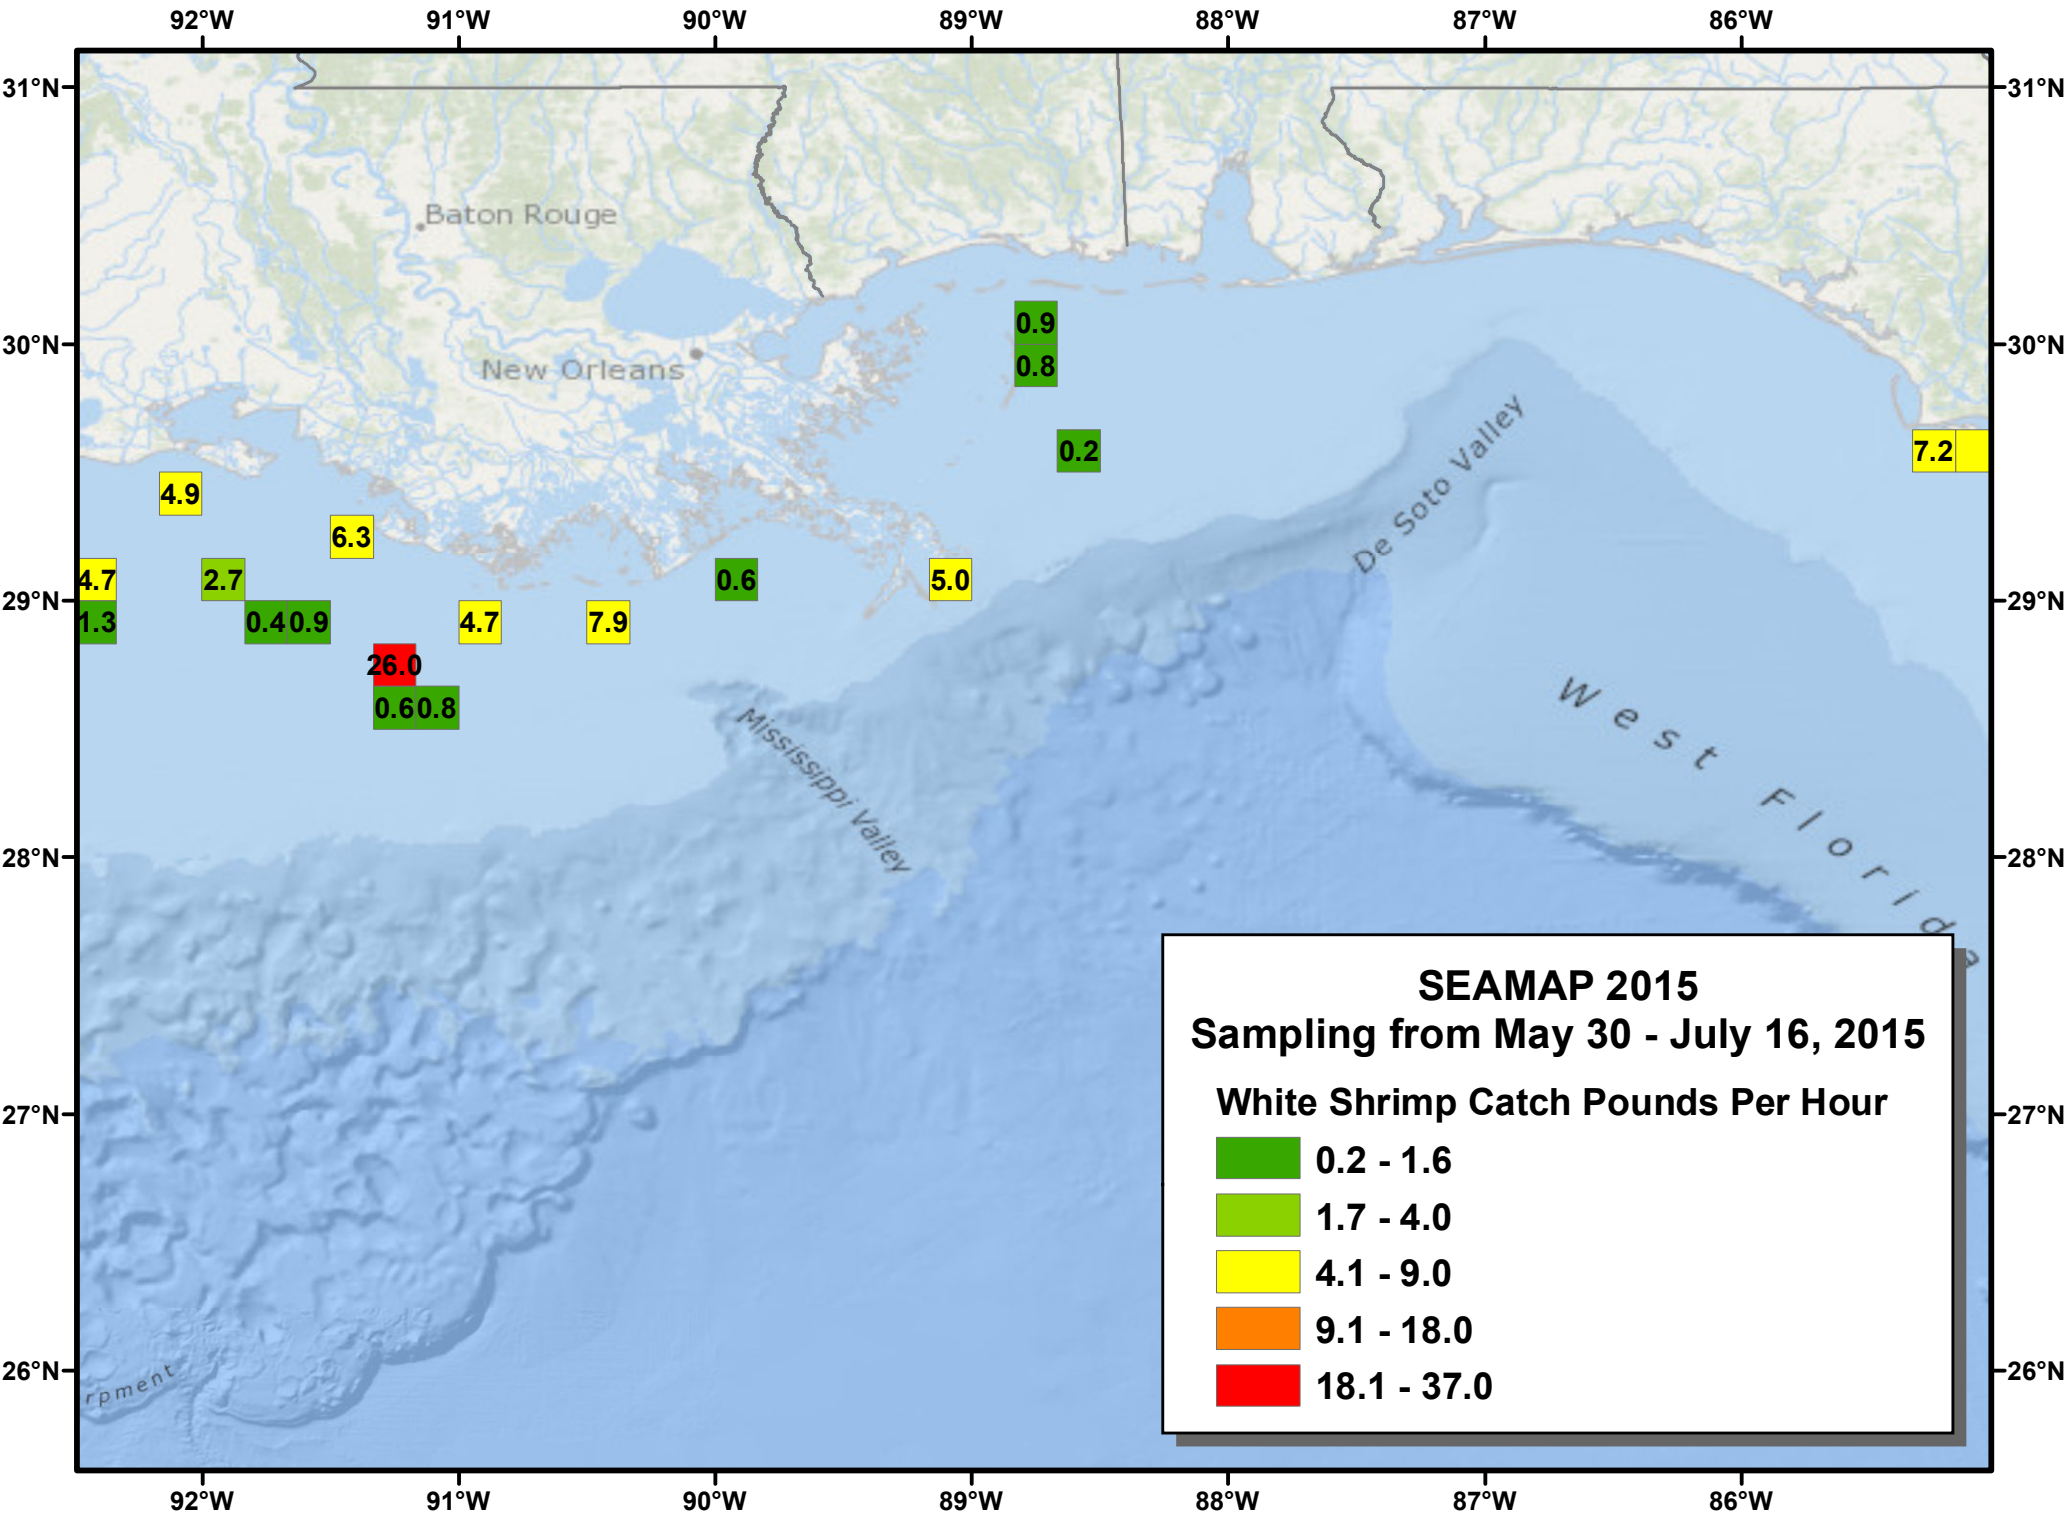 92°W 91°W 90°W 89°W 88°W 87°W 86°W
31°N 31°N
Baton Rouge
0.9
30°N 30°N
0.8
New Orleans
De Soto Valley
0.2 7.2
4.9
6.3
4.7 2.7 0.6 5.0
29°N 29°N
1.3 0.4 0.9 4.7 7.9
26.0
0.6 0.8
Mississippi Valley
West Florida
28°N 28°N
SEAMAP 2015
Sampling from May 30 - July 16, 2015
White Shrimp Catch Pounds Per Hour
27°N 27°N
0.2 - 1.6
1.7 - 4.0
4.1 - 9.0
9.1 - 18.0
18.1 - 37.0
26°N 26°N
rpment
92°W 91°W 90°W 89°W 88°W 87°W 86°W